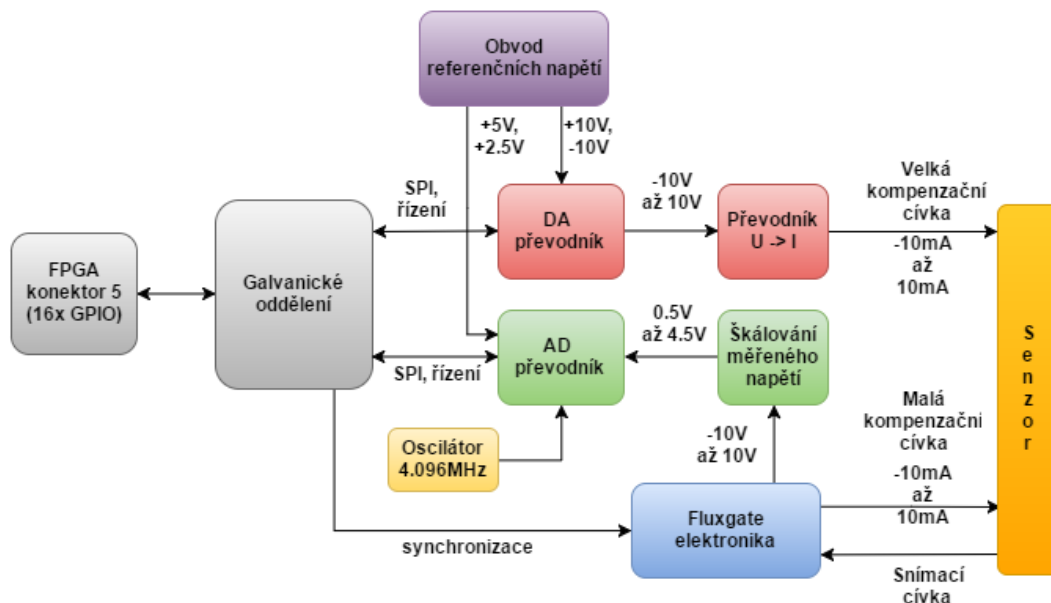 Obvod
referenčních napětí
+5V,
+2.5V
+10V,
-10V
SPI,
řízení
DA
převodník
-10V
až 10V
Převodník
U -> I
Velká
kompenzační
cívka
-10mA
až
10mA
FPGA
konektor 5
(16x GPIO)
Galvanické
oddělení
SPI, řízení
AD
převodník
0.5V
až 4.5V
Škálování
měřeného
napětí
Senzor
Oscilátor
4.096MHz
-10V
až 10V
Malá
kompenzační
cívka
-10mA
až
10mA
synchronizace
Fluxgate
elektronika
Snímací
cívka